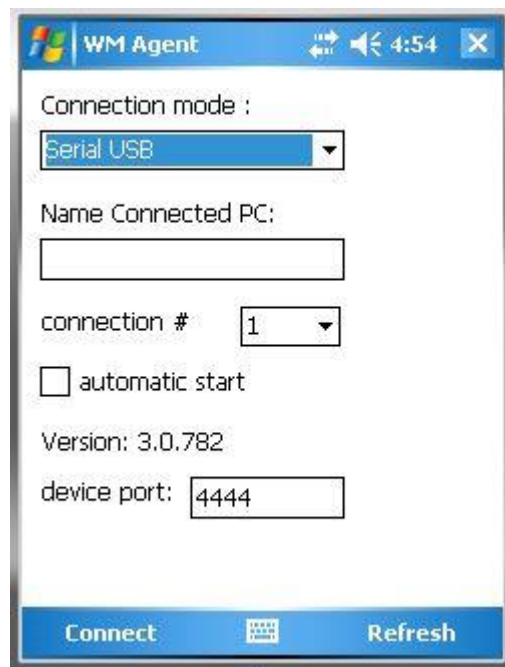 WM Agent 4:54
Connection mode :
Serial USB
Name Connected PC:
connection # 1
automatic start
Version: 3.0.782
device port: 4444
Connect Refresh